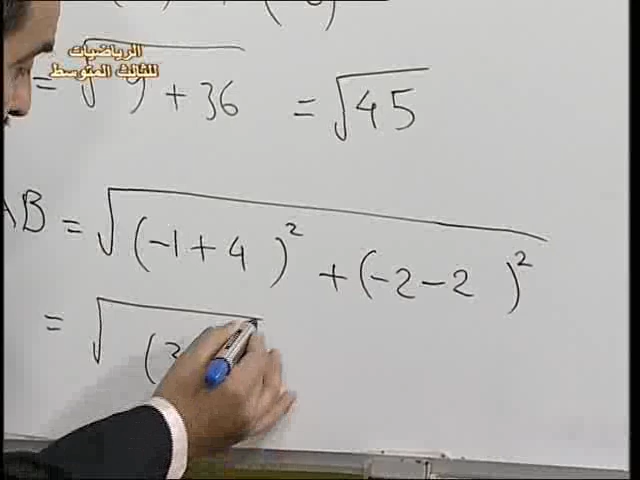 الرياضيات
للثالث المتوسط
= √9 + 36 = √45
AB = √(-1+4)² + (-2-2)²
= √(3